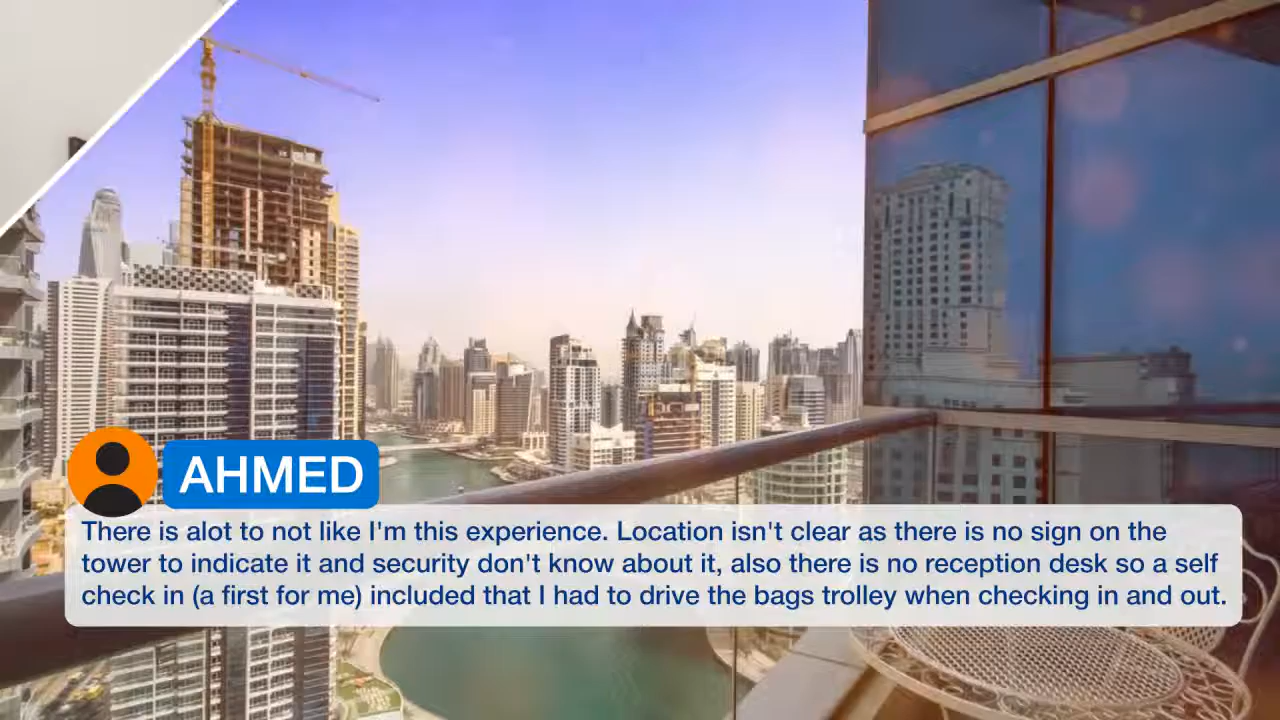 AHMED
There is alot to not like I'm this experience. Location isn't clear as there is no sign on the
tower to indicate it and security don't know about it, also there is no reception desk so a self
check in (a first for me) included that I had to drive the bags trolley when checking in and out.